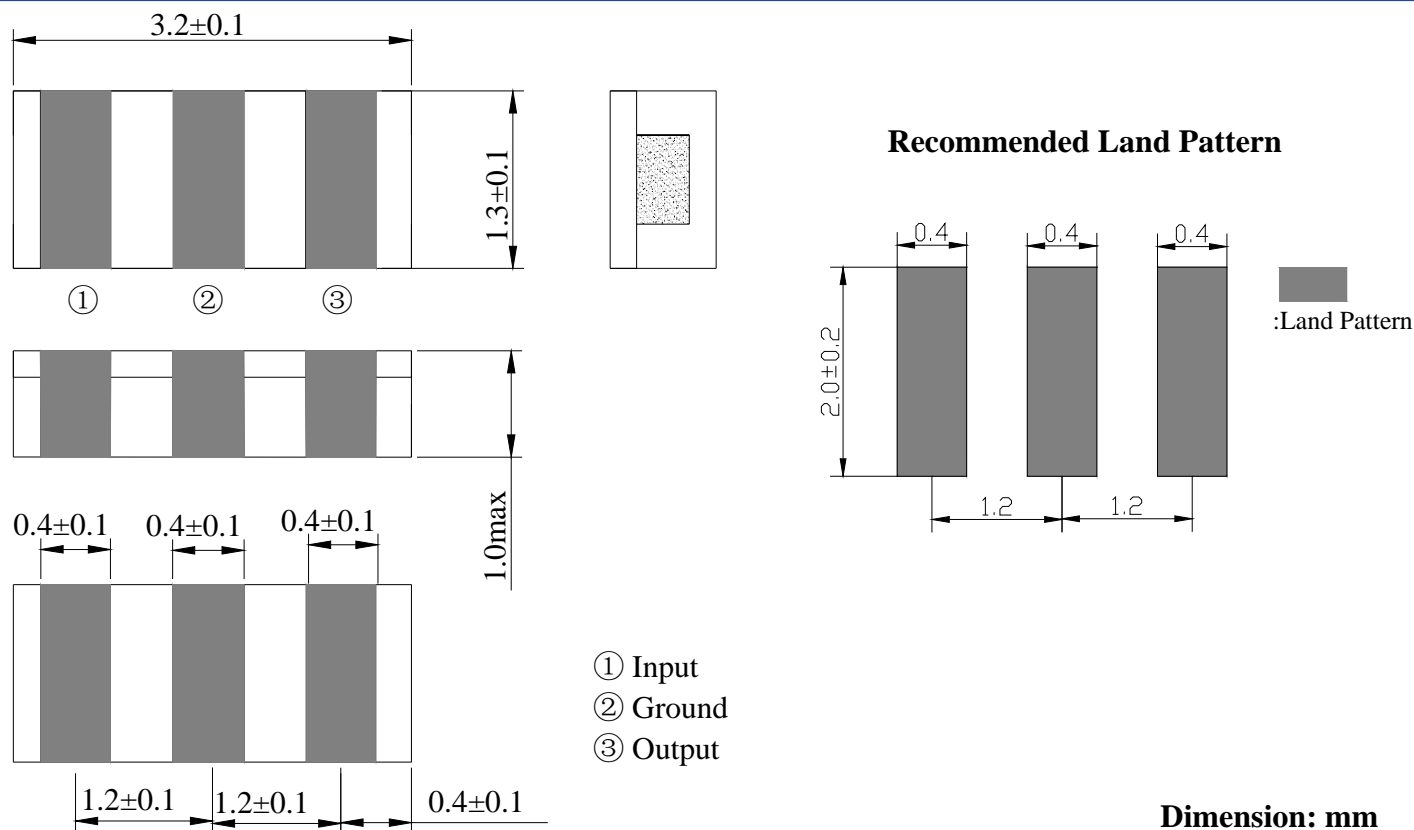 3.2±0.1
1.3±0.1
① ② ③
1.0max
0.4±0.1 0.4±0.1 0.4±0.1
1.2±0.1 1.2±0.1 0.4±0.1
① Input
② Ground
③ Output
Recommended Land Pattern
0.4 0.4 0.4
2.0±0.2
1.2 1.2
:Land Pattern
Dimension: mm